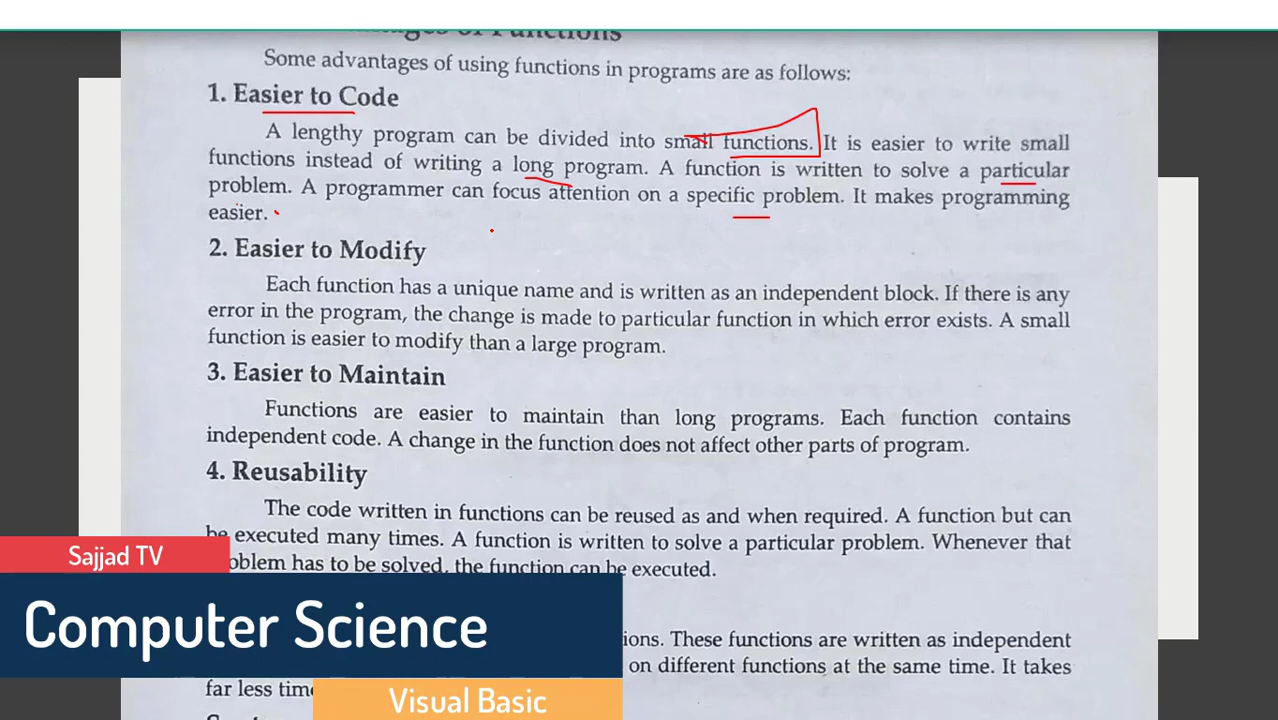 Functions
Some advantages of using functions in programs are as follows:
1. Easier to Code
A lengthy program can be divided into small functions. It is easier to write small
functions instead of writing a long program. A function is written to solve a particular
problem. A programmer can focus attention on a specific problem. It makes programming
easier.
2. Easier to Modify
Each function has a unique name and is written as an independent block. If there is any
error in the program, the change is made to particular function in which error exists. A small
function is easier to modify than a large program.
3. Easier to Maintain
Functions are easier to maintain than long programs. Each function contains
independent code. A change in the function does not affect other parts of program.
4. Reusability
The code written in functions can be reused as and when required. A function but can
be executed many times. A function is written to solve a particular problem. Whenever that
oblem has to be solved, the function can be executed.
ions. These functions are written as independent
on different functions at the same time. It takes
far less
Sajjad TV
Computer Science
Visual Basic